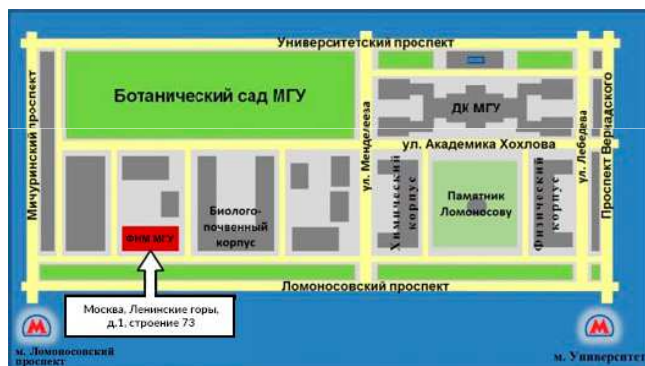 Университетский проспект
Ботанический сад МГУ
ДК МГУ
Мичуринский проспект
ул. Менделееза
ул. Академика Хохлова
ул. Лебедева
Проспект Вернадского
Биолого-
почвенный
корпус
Химический
корпус
Памятник
Ломоносову
Физический
корпус
ФНМ МГУ
Ломоносовский проспект
Москва, Ленинские горы,
д.1, строение 73
М
м. Ломоносовский
проспект
М
м. Университет